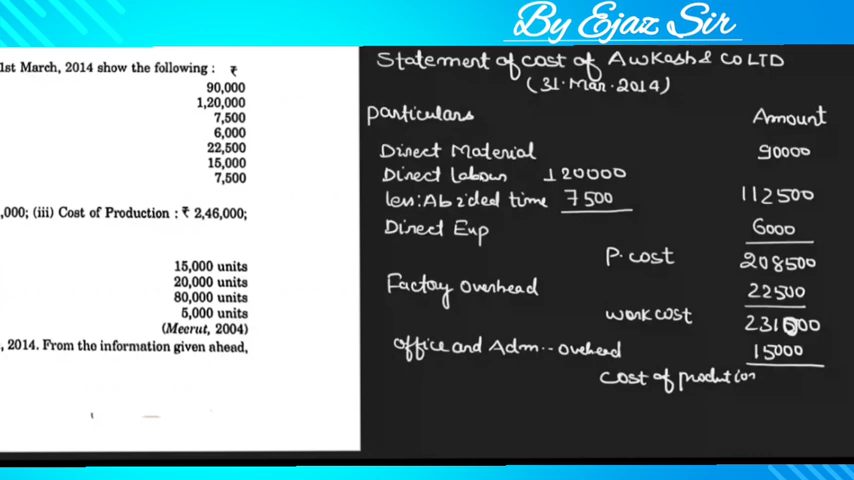 By Ejaz Sir
1st March, 2014 show the following : ₹
90,000
1,20,000
7,500
6,000
22,500
15,000
7,500
,000; (iii) Cost of Production : ₹ 2,46,000;
15,000 units
20,000 units
80,000 units
5,000 units
(Meerut, 2004)
, 2014. From the information given ahead,
Statement of cost of Awkash & Co LTD
(31.Mar.2014)
particulars Amount
Direct Material 90000
Direct Labour 120000
less: Abzided time 7500 112500
Direct Exp 6000
P. cost 208500
Factory overhead 22500
work cost 231000
office and Adm.. ovehead 15000
cost of prodution